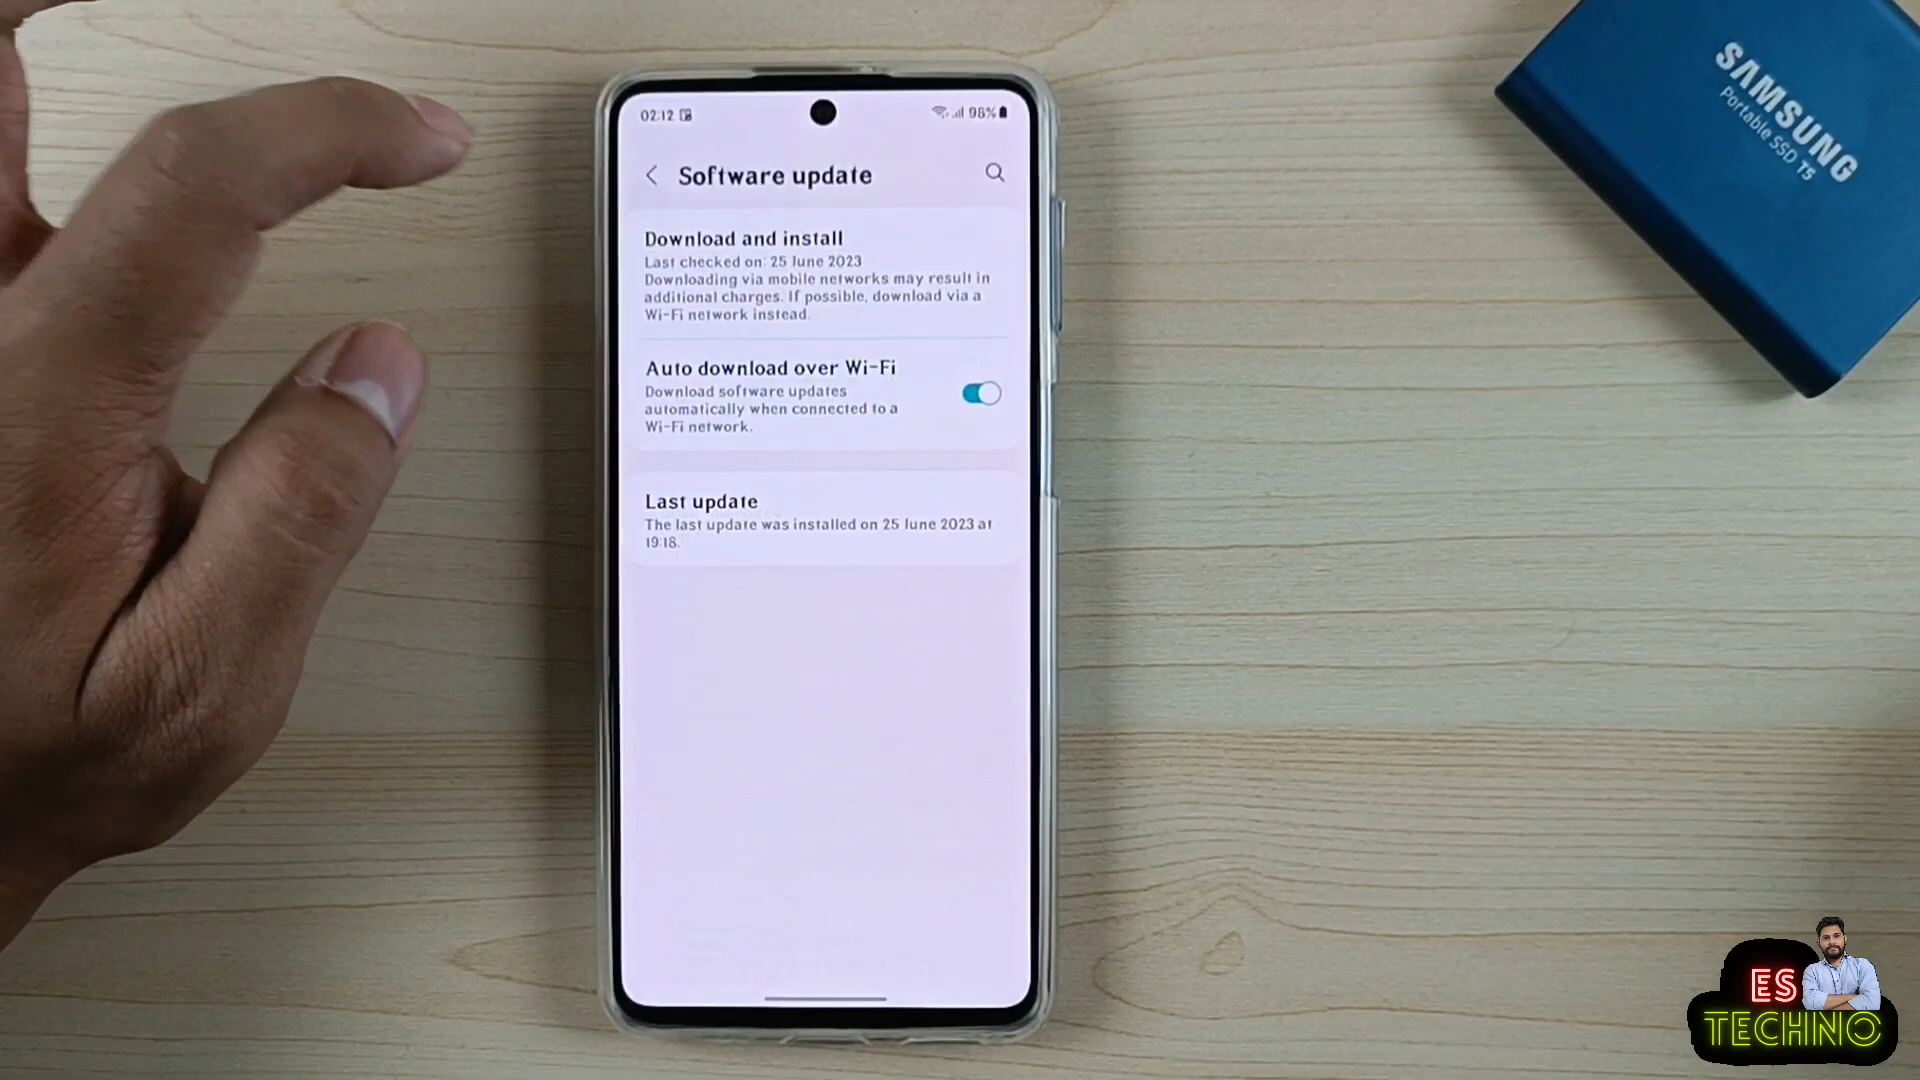 02:12
98%
Software update
Download and install
Last checked on: 25 June 2023
Downloading via mobile networks may result in
additional charges. If possible, download via a
Wi-Fi network instead.
Auto download over Wi-Fi
Download software updates
automatically when connected to a
Wi-Fi network.
Last update
The last update was installed on 25 June 2023 at
19:18.
SAMSUNG
Portable SSD T5
ES
TECHNO